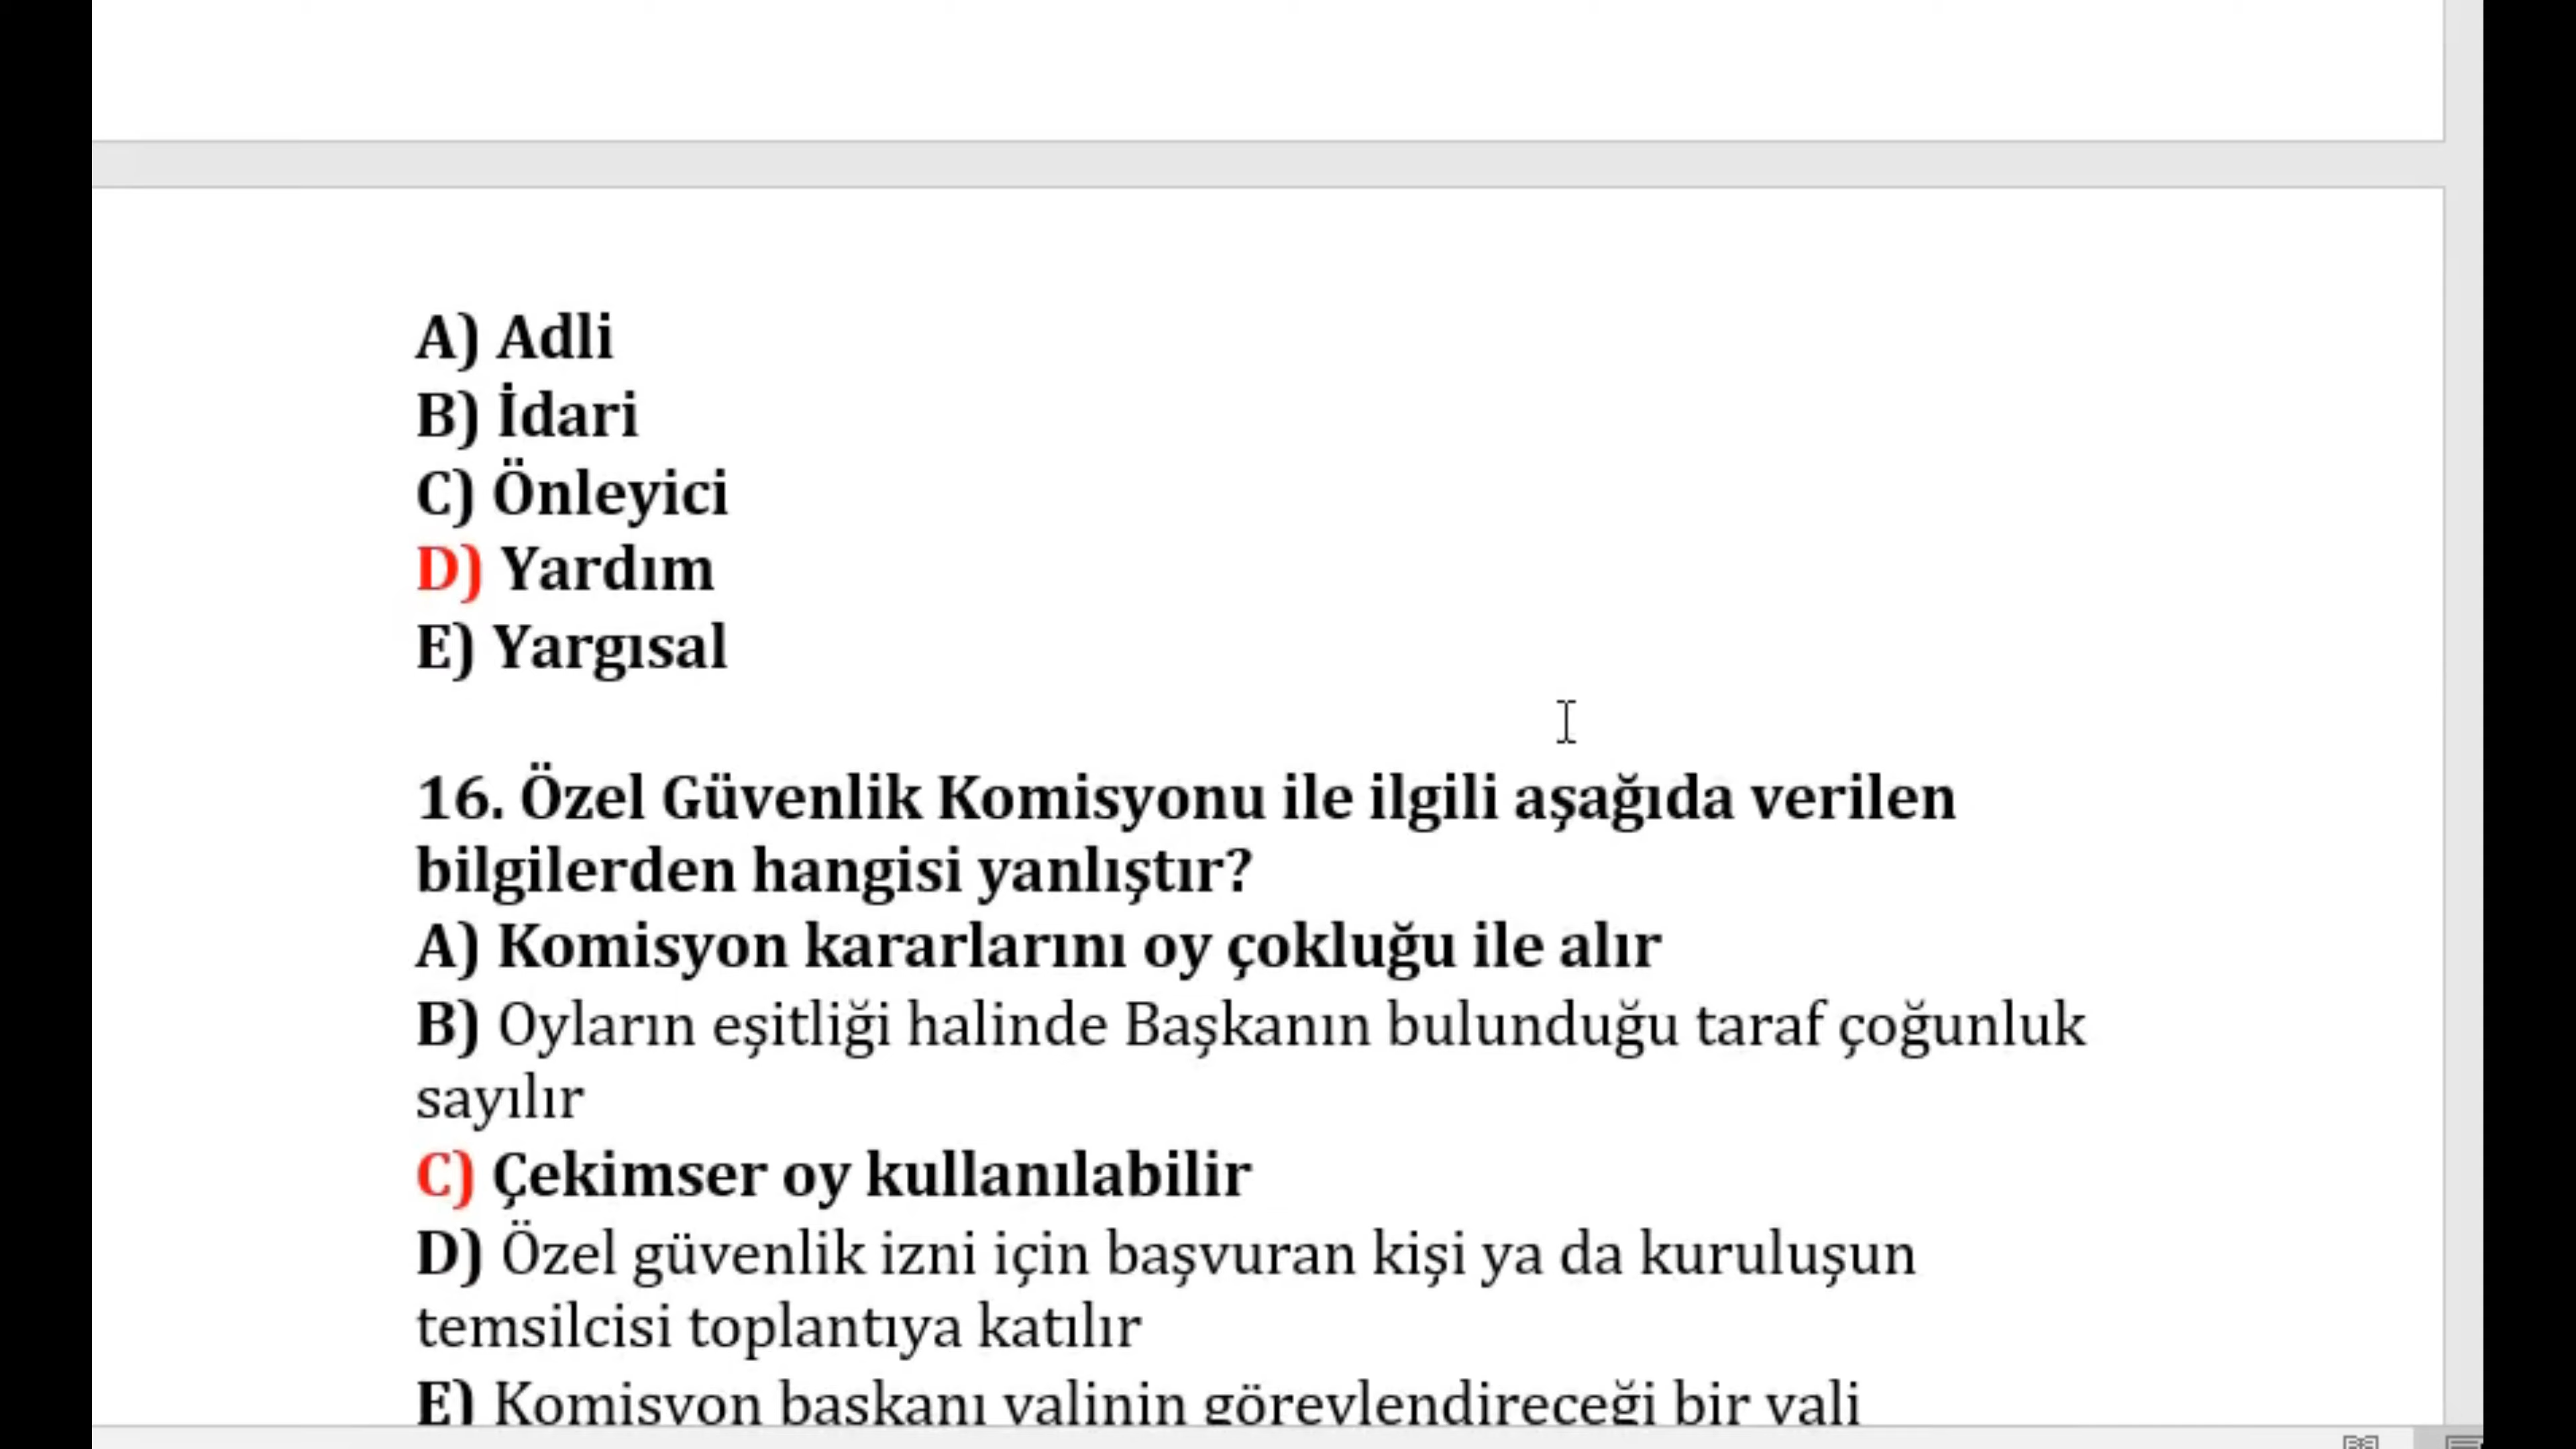 A) Adli
B) İdari
C) Önleyici
D) Yardım
E) Yargısal
16. Özel Güvenlik Komisyonu ile ilgili aşağıda verilen
bilgilerden hangisi yanlıştır?
A) Komisyon kararlarını oy çokluğu ile alır
B) Oyların eşitliği halinde Başkanın bulunduğu taraf çoğunluk
sayılır
C) Çekimser oy kullanılabilir
D) Özel güvenlik izni için başvuran kişi ya da kuruluşun
temsilcisi toplantıya katılır
E) Komisyon başkanı valinin görevlendireceği bir vali